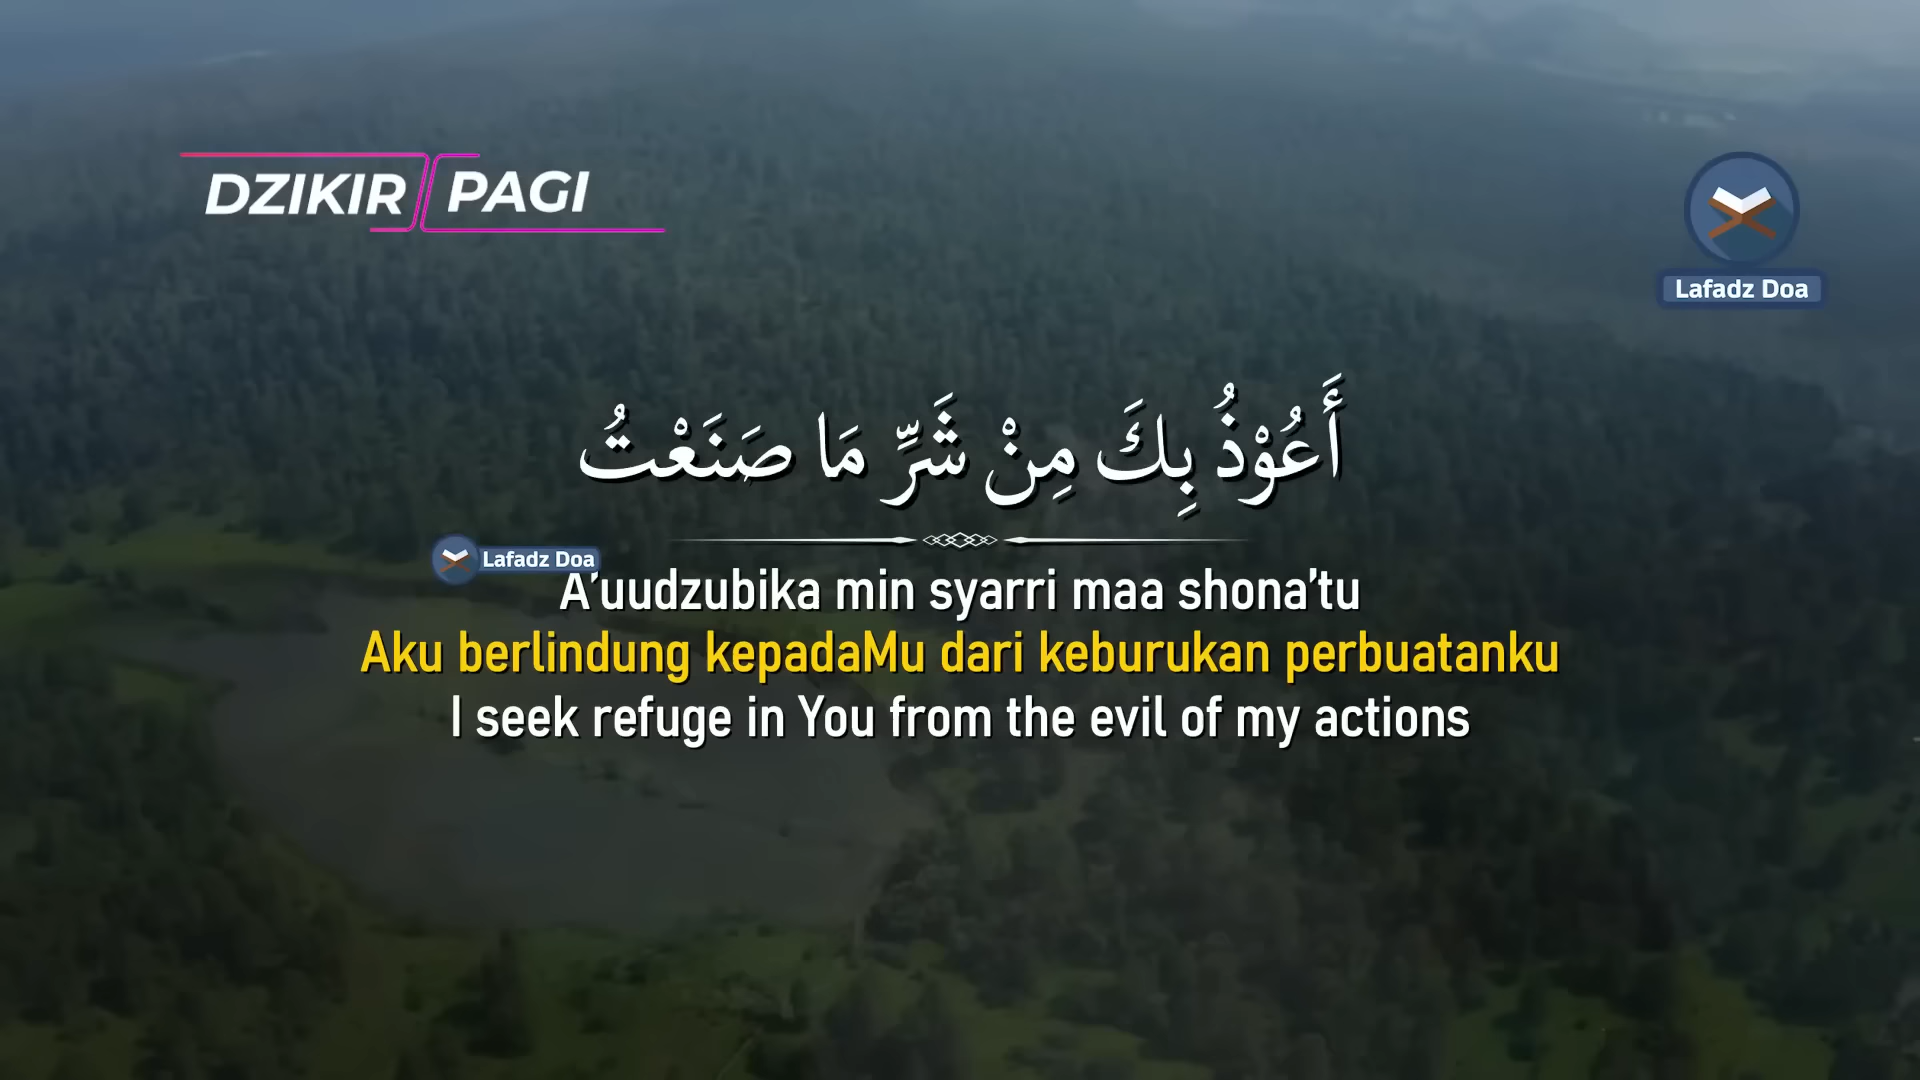 DZIKIR PAGI
Lafadz Doa
أَعُوْذُ بِكَ مِنْ شَرِّ مَا صَنَعْتُ
Lafadz Doa
A’uudzubika min syarri maa shona’tu
Aku berlindung kepadaMu dari keburukan perbuatanku
I seek refuge in You from the evil of my actions